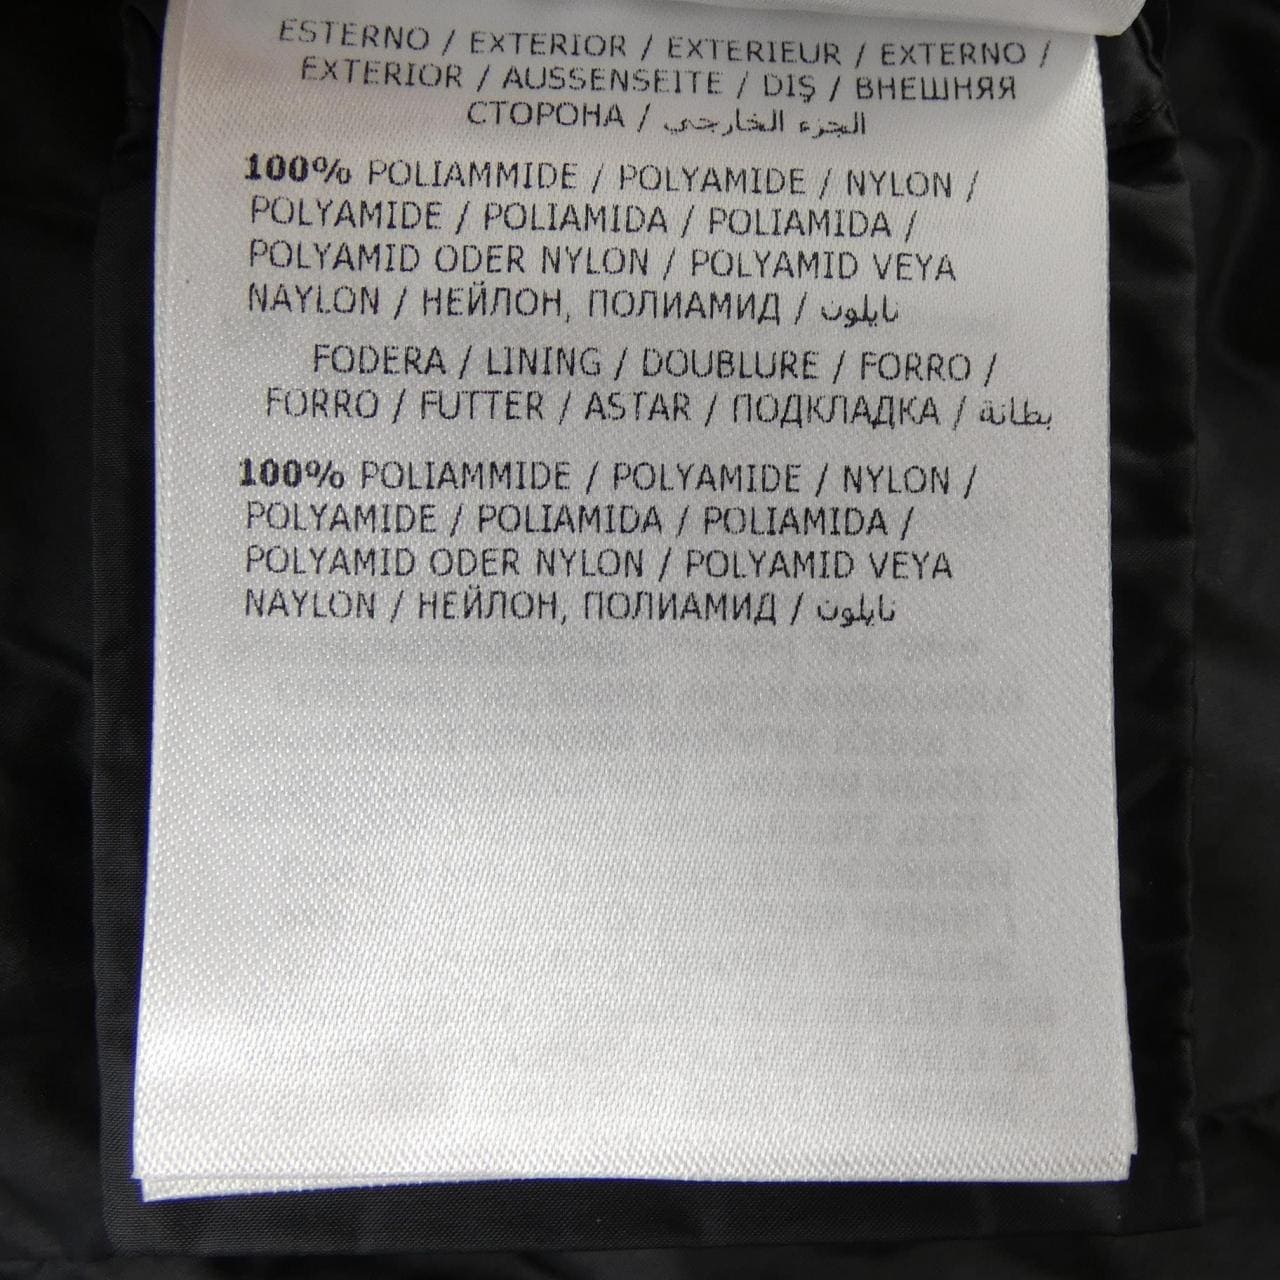 ESTERNO / EXTERIOR / EXTERIEUR / EXTERNO /
EXTERIOR / AUSSENSEITE / DIŞ / ВНЕШНЯЯ
СТОРОНА / الجزء الخارجي
100% POLIAMMIDE / POLYAMIDE / NYLON /
POLYAMIDE / POLIAMIDA / POLIAMIDA /
POLYAMID ODER NYLON / POLYAMID VEYA
NAYLON / НЕЙЛОН, ПОЛИАМИД / نايلون
FODERA / LINING / DOUBLURE / FORRO /
FORRO / FUTTER / ASTAR / ПОДКЛАДКА / بطانة
100% POLIAMMIDE / POLYAMIDE / NYLON /
POLYAMIDE / POLIAMIDA / POLIAMIDA /
POLYAMID ODER NYLON / POLYAMID VEYA
NAYLON / НЕЙЛОН, ПОЛИАМИД / نايلون